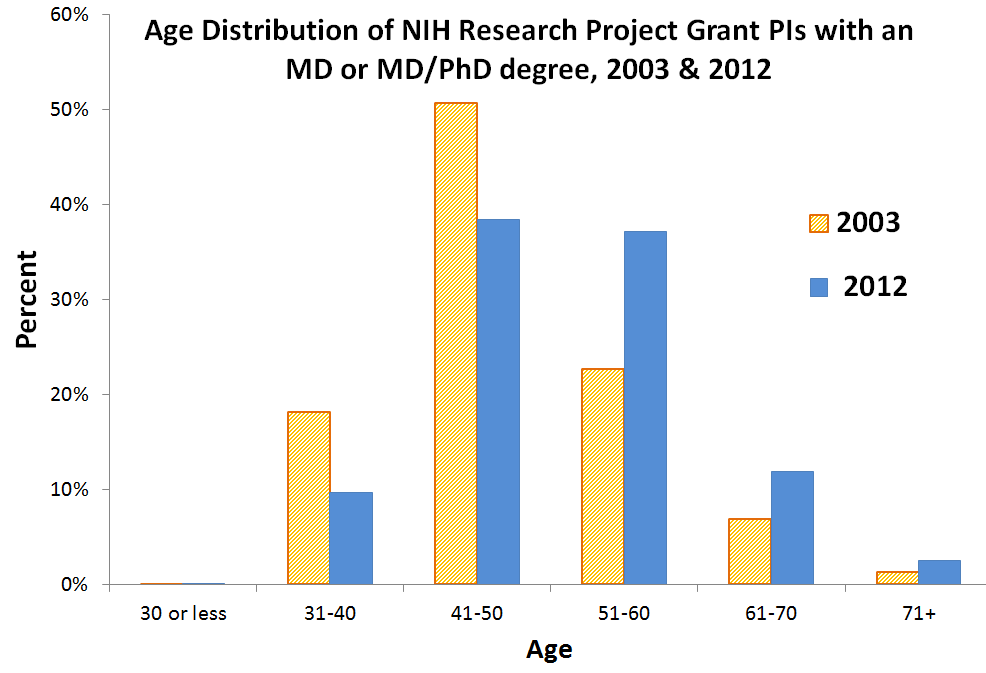 Age Distribution of NIH Research Project Grant PIs with an
MD or MD/PhD degree, 2003 & 2012
60%
50%
40%
30%
20%
10%
0%
Percent
2003
2012
30 or less
31-40
41-50
51-60
61-70
71+
Age